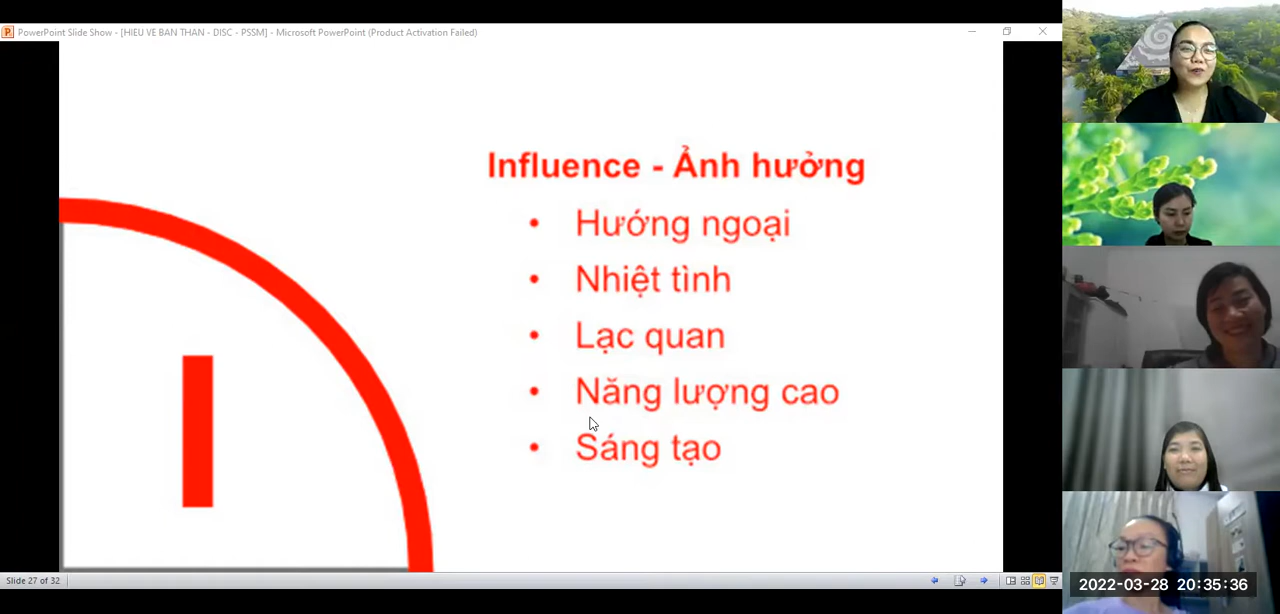 PowerPoint Slide Show - [HIEU VE BAN THAN - DISC - PSSM] - Microsoft PowerPoint (Product Activation Failed)
Influence - Ảnh hưởng
• Hướng ngoại
• Nhiệt tình
• Lạc quan
• Năng lượng cao
• Sáng tạo
I
Slide 27 of 32
2022-03-28 20:35:36